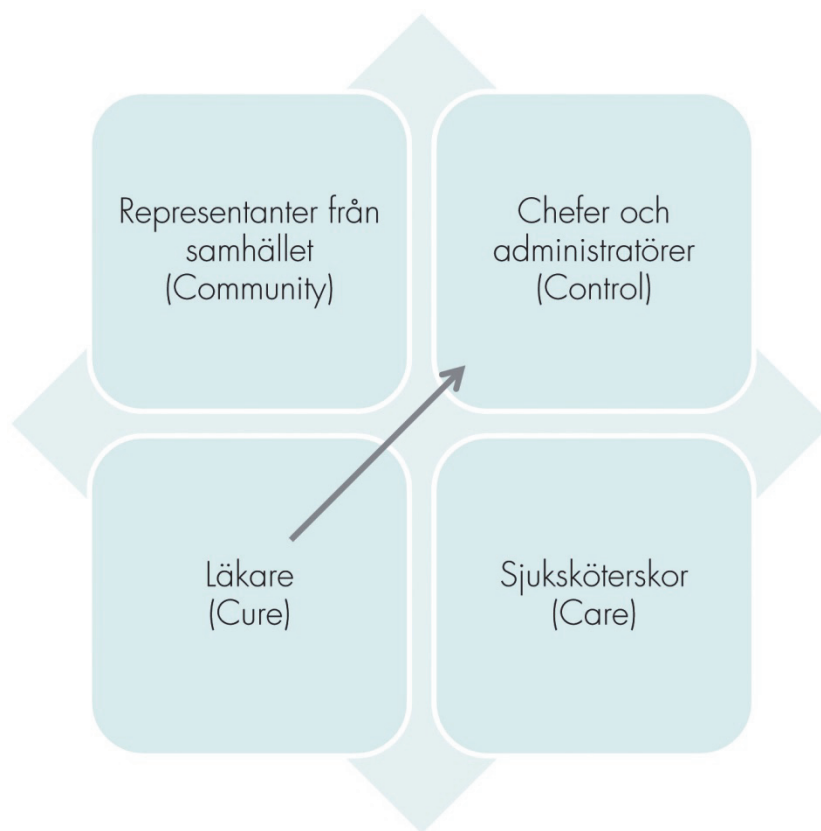 Representanter från
samhället
(Community)
Chefer och
administratörer
(Control)
Läkare
(Cure)
Sjuksköterskor
(Care)